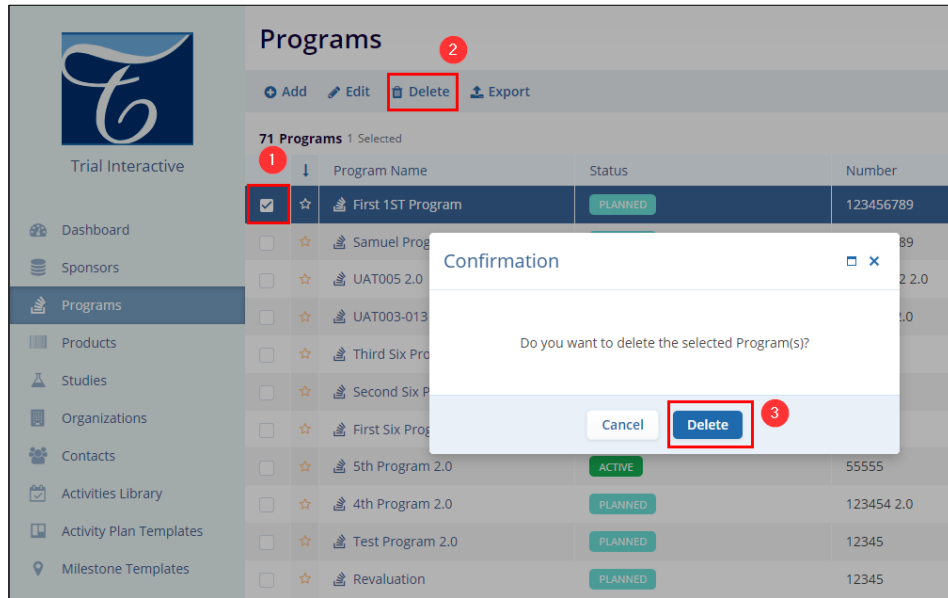 Programs
2
Add Edit Delete Export
71 Programs 1 Selected
1
Trial Interactive
Program Name Status Number
First 1ST Program PLANNED 123456789
Dashboard
Samuel Prog 89
Sponsors
Confirmation
UAT005 2.0 2 2.0
Programs
UAT003-013 2.0
Products
Do you want to delete the selected Program(s)?
Third Six Pro
Studies
Second Six P
Organizations
Cancel Delete 3
First Six Prog
Contacts
5th Program 2.0 ACTIVE 55555
Activities Library
4th Program 2.0 PLANNED 123454 2.0
Activity Plan Templates
Test Program 2.0 PLANNED 12345
Milestone Templates
Revaluation PLANNED 12345